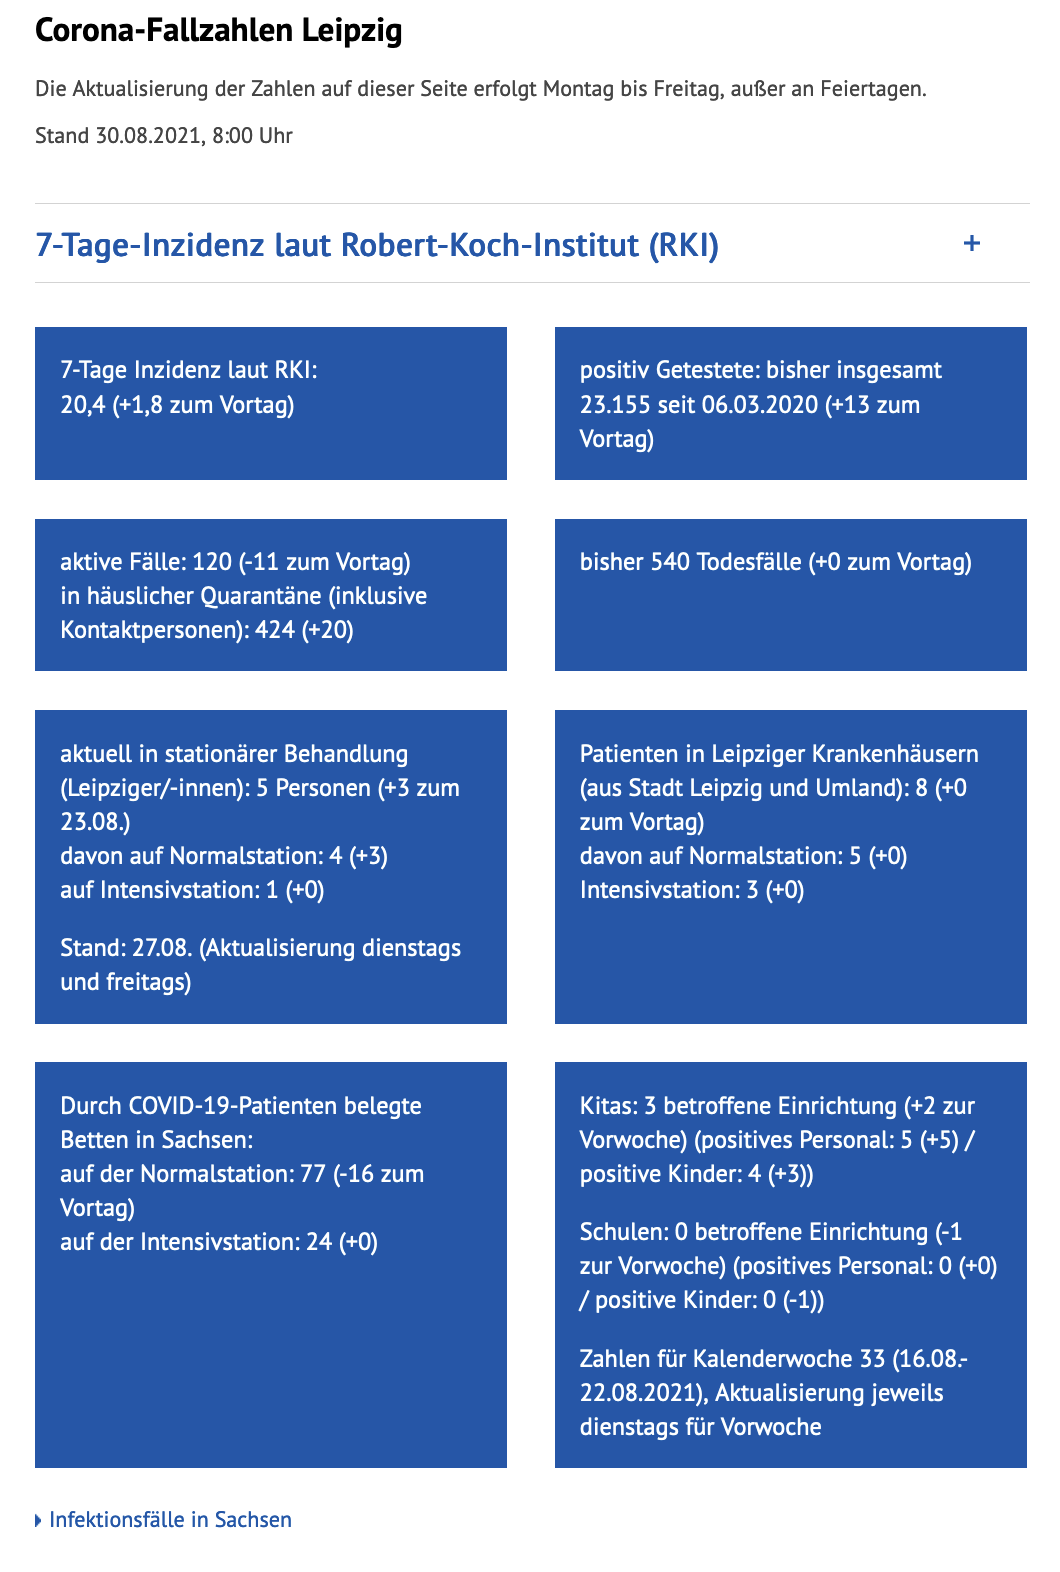 Corona-Fallzahlen Leipzig
Die Aktualisierung der Zahlen auf dieser Seite erfolgt Montag bis Freitag, außer an Feiertagen.
Stand 30.08.2021, 8:00 Uhr
7-Tage-Inzidenz laut Robert-Koch-Institut (RKI)
+
7-Tage Inzidenz laut RKI:
20,4 (+1,8 zum Vortag)
positiv Getestete: bisher insgesamt
23.155 seit 06.03.2020 (+13 zum
Vortag)
aktive Fälle: 120 (-11 zum Vortag)
in häuslicher Quarantäne (inklusive
Kontaktpersonen): 424 (+20)
bisher 540 Todesfälle (+0 zum Vortag)
aktuell in stationärer Behandlung
(Leipziger/-innen): 5 Personen (+3 zum
23.08.)
davon auf Normalstation: 4 (+3)
auf Intensivstation: 1 (+0)
Stand: 27.08. (Aktualisierung dienstags
und freitags)
Patienten in Leipziger Krankenhäusern
(aus Stadt Leipzig und Umland): 8 (+0
zum Vortag)
davon auf Normalstation: 5 (+0)
Intensivstation: 3 (+0)
Durch COVID-19-Patienten belegte
Betten in Sachsen:
auf der Normalstation: 77 (-16 zum
Vortag)
auf der Intensivstation: 24 (+0)
Kitas: 3 betroffene Einrichtung (+2 zur
Vorwoche) (positives Personal: 5 (+5) /
positive Kinder: 4 (+3))
Schulen: 0 betroffene Einrichtung (-1
zur Vorwoche) (positives Personal: 0 (+0)
/ positive Kinder: 0 (-1))
Zahlen für Kalenderwoche 33 (16.08.-
22.08.2021), Aktualisierung jeweils
dienstags für Vorwoche
Infektionsfälle in Sachsen